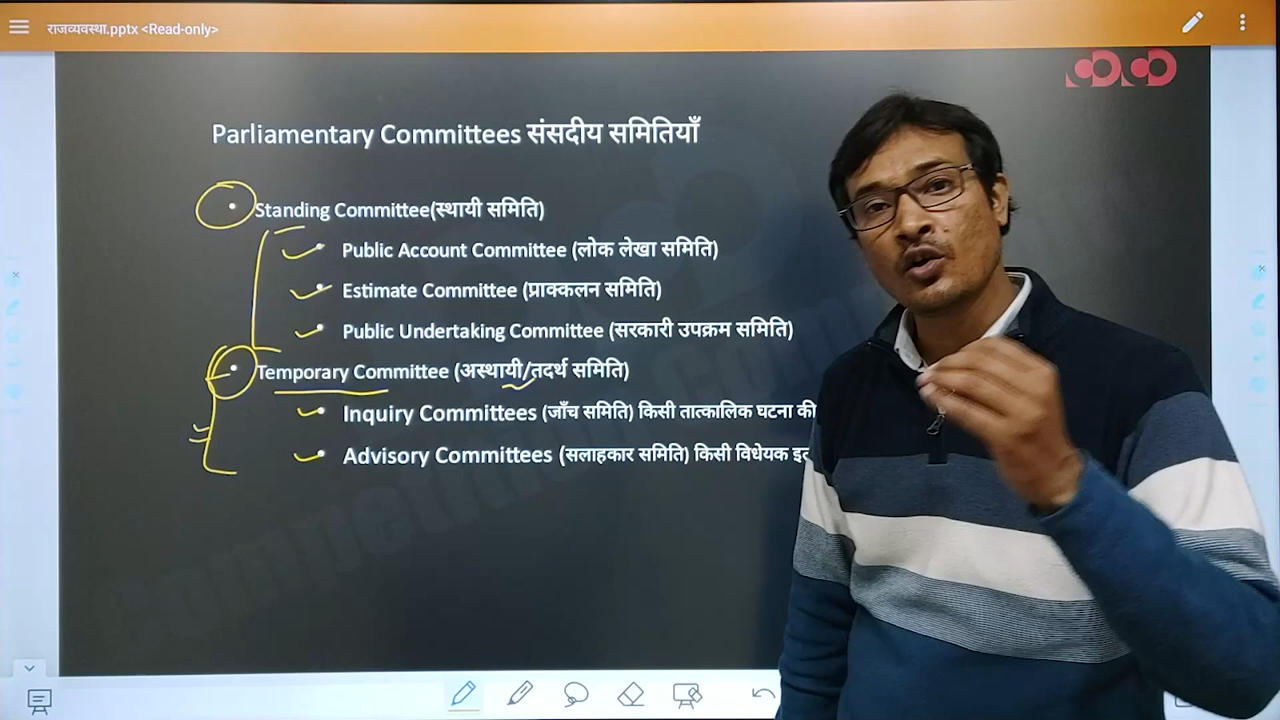 राजव्यवस्था.pptx <Read-only>
Parliamentary Committees संसदीय समितियाँ
Standing Committee(स्थायी समिति)
Public Account Committee (लोक लेखा समिति)
Estimate Committee (प्राक्कलन समिति)
Public Undertaking Committee (सरकारी उपक्रम समिति)
Temporary Committee (अस्थायी/तदर्थ समिति)
Inquiry Committees (जाँच समिति) किसी तात्कालिक घटना की
Advisory Committees (सलाहकार समिति) किसी विधेयक